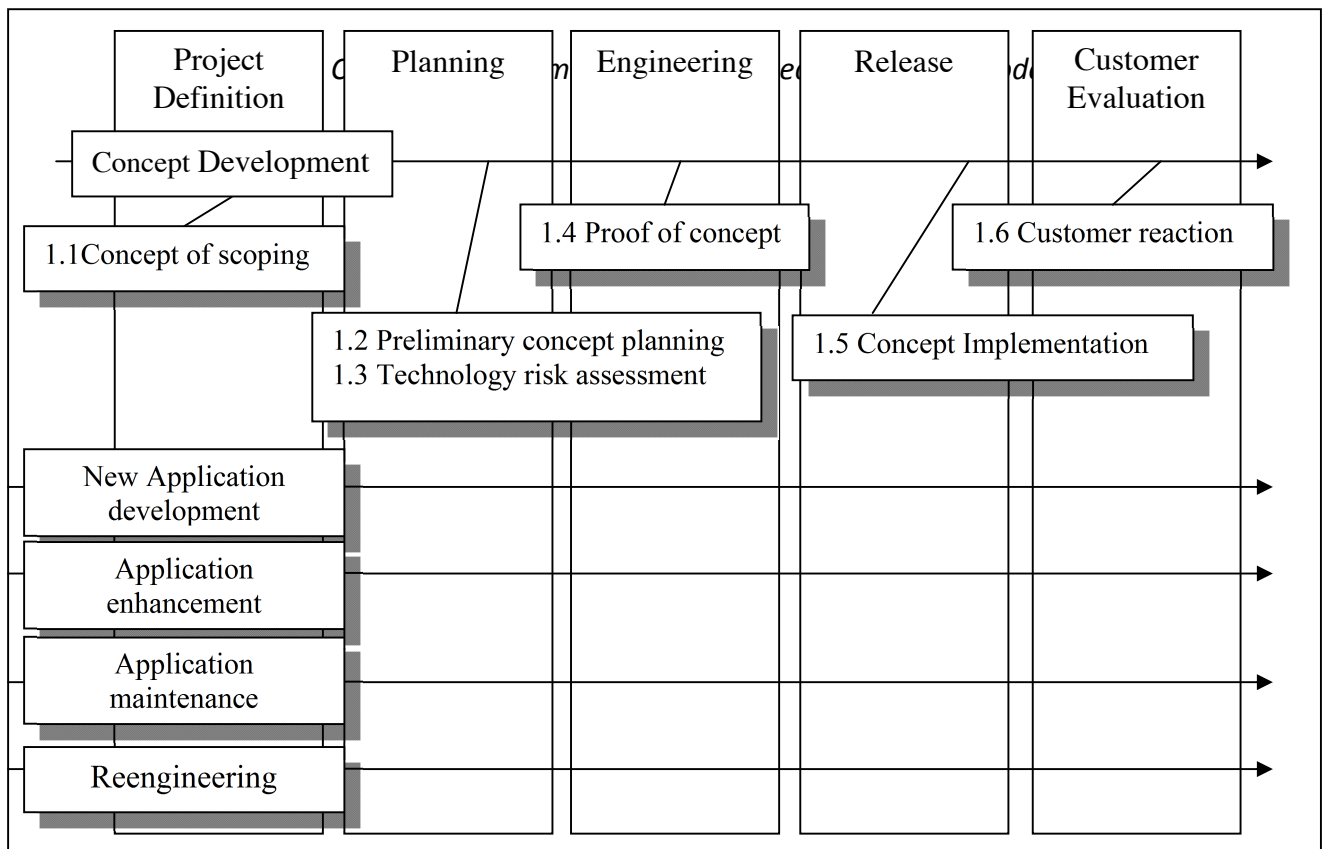 Project
Definition
Planning
Engineering
Release
Customer
Evaluation
Concept Development
1.1Concept of scoping
1.4 Proof of concept
1.6 Customer reaction
1.2 Preliminary concept planning
1.3 Technology risk assessment
1.5 Concept Implementation
New Application
development
Application
enhancement
Application
maintenance
Reengineering